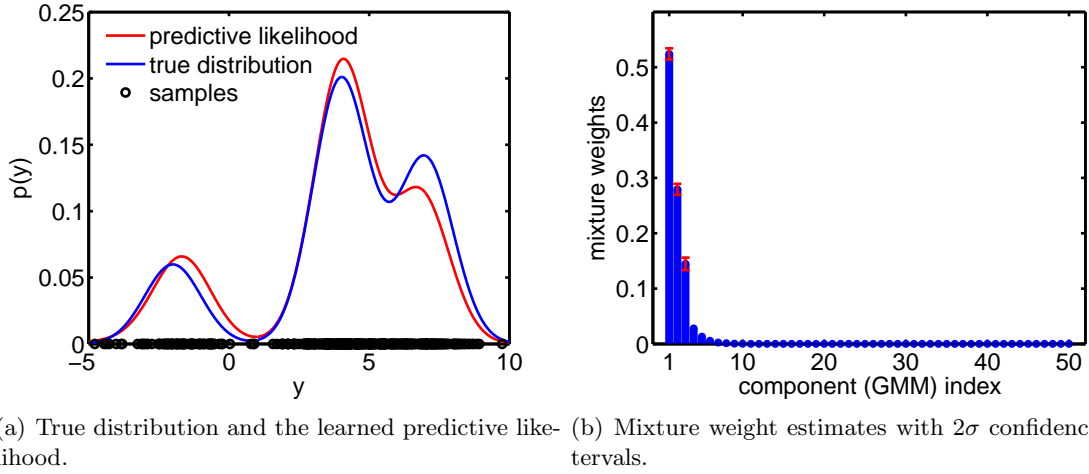 0.25
0.20
0.15
0.10
0.05
0
p(y)
predictive likelihood
true distribution
samples
−5
0
5
10
y
0.5
0.4
0.3
0.2
0.1
0
mixture weights
1
10
20
30
40
50
component (GMM) index
(a) True distribution and the learned predictive like-
lihood.
(b) Mixture weight estimates with 2σ confidenc
tervals.